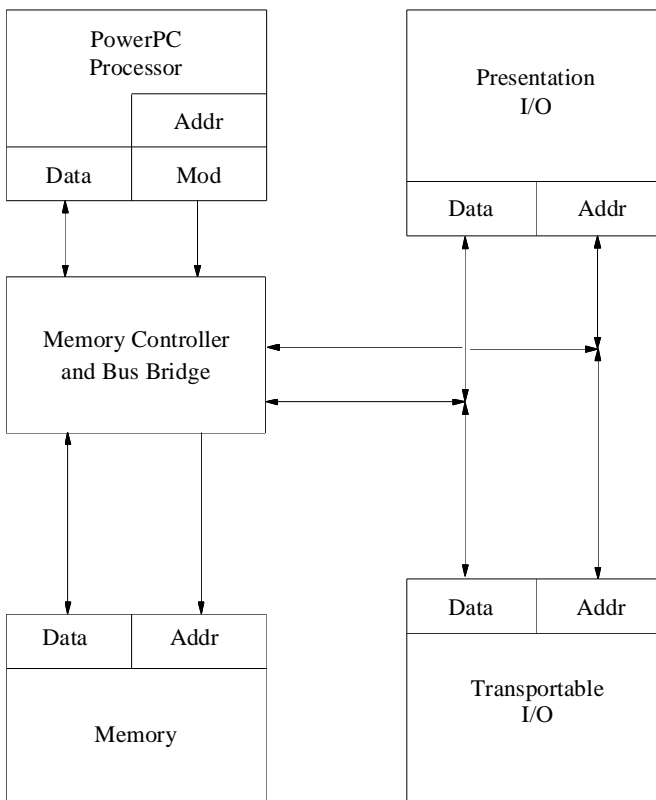 PowerPC
Processor
Addr
Data
Mod
Presentation
I/O
Data
Addr
Memory Controller
and Bus Bridge
Data
Addr
Memory
Data
Addr
Transportable
I/O